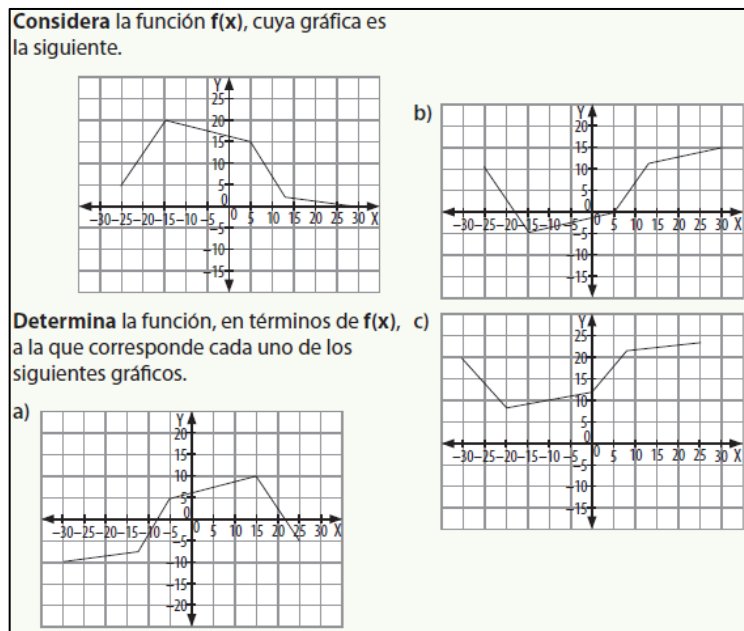 Considera la función f(x), cuya gráfica es
la siguiente.
Y
25
20
15
10
5
0
-30-25-20-15-10-5 0 5 10 15 20 25 30 X
-5
-15
Determina la función, en términos de f(x),
a la que corresponde cada uno de los
siguientes gráficos.
a)
Y
20
15
10
5
0
-30-25-20-15-10-5 0 5 10 15 20 25 30 X
-5
-10
-15
-20
b)
Y
20
15
10
5
0
-30-25-20-15-10-5 0 5 10 15 20 25 30 X
-5
-10
-15
c)
Y
25
20
15
10
5
0
-30-25-20-15-10-5 0 5 10 15 20 25 30 X
-5
-10
-15